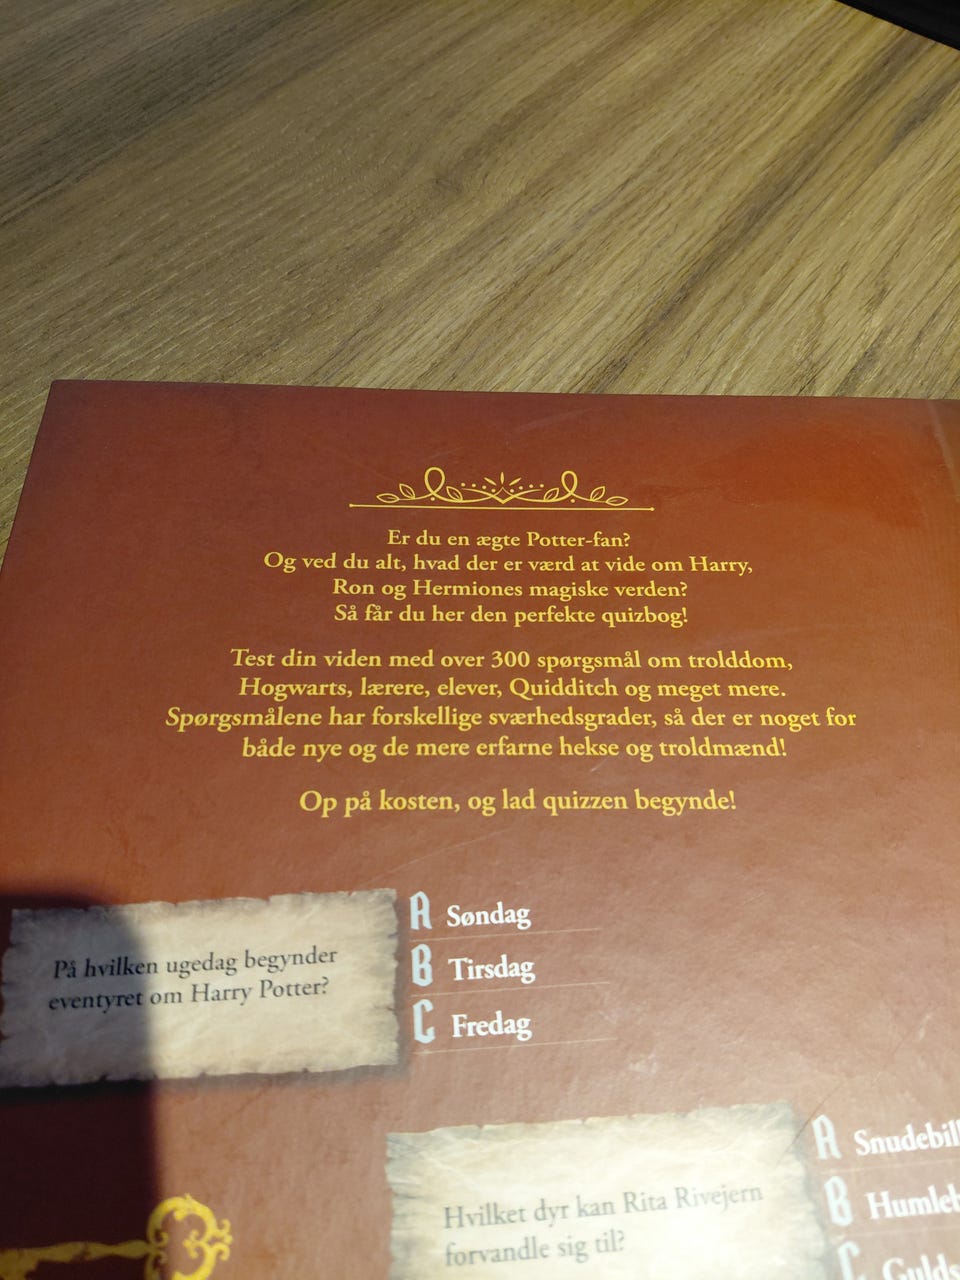 Er du en ægte Potter-fan?
Og ved du alt, hvad der er værd at vide om Harry,
Ron og Hermiones magiske verden?
Så får du her den perfekte quizbog!
Test din viden med over 300 spørgsmål om trolddom,
Hogwarts, lærere, elever, Quidditch og meget mere.
Spørgsmålene har forskellige sværhedsgrader, så der er noget for
både nye og de mere erfarne hekse og troldmænd!
Op på kosten, og lad quizzen begynde!
På hvilken ugedag begynder
eventyret om Harry Potter?
A Søndag
B Tirsdag
C Fredag
Hvilket dyr kan Rita Rivejern
forvandle sig til?
A
B
C